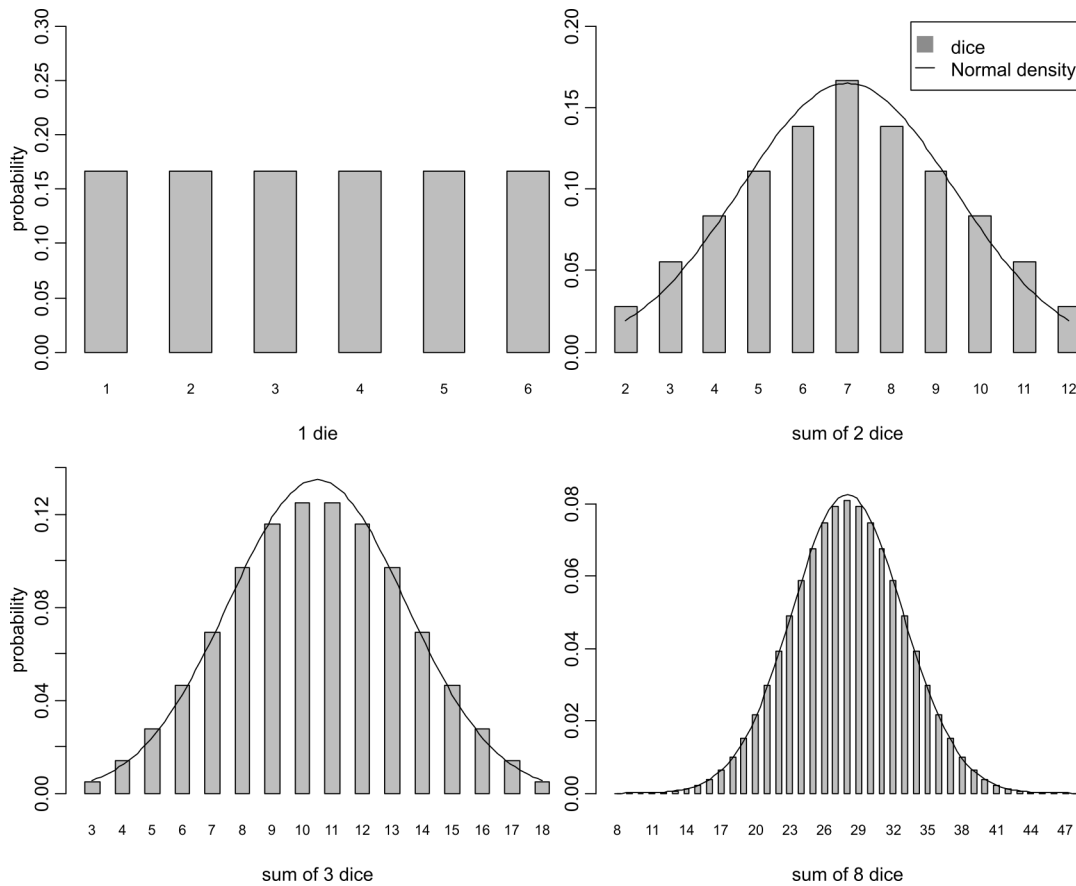 probability
0.00 0.05 0.10 0.15 0.20 0.25 0.30
1 2 3 4 5 6
1 die
0.00 0.05 0.10 0.15 0.20
dice
Normal density
2 3 4 5 6 7 8 9 10 11 12
sum of 2 dice
probability
0.00 0.04 0.08 0.12
3 4 5 6 7 8 9 10 11 12 13 14 15 16 17 18
sum of 3 dice
0.00 0.02 0.04 0.06 0.08
8 11 14 17 20 23 26 29 32 35 38 41 44 47
sum of 8 dice